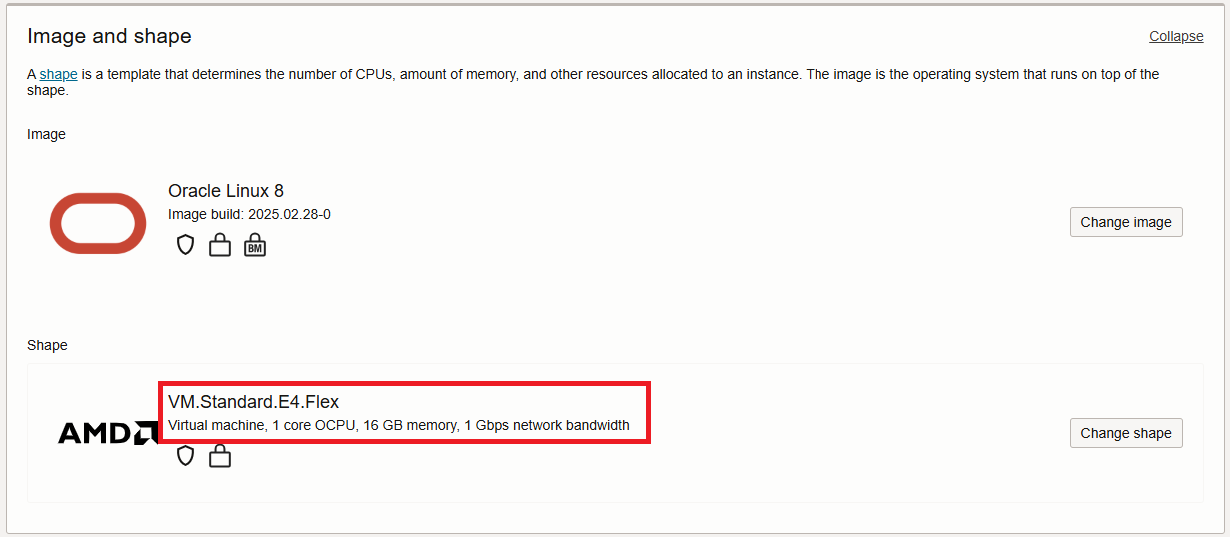 Image and shape
Collapse
A shape is a template that determines the number of CPUs, amount of memory, and other resources allocated to an instance. The image is the operating system that runs on top of the
shape.
Image
Oracle Linux 8
Image build: 2025.02.28-0
BM
Change image
Shape
AMD
VM.Standard.E4.Flex
Virtual machine, 1 core OCPU, 16 GB memory, 1 Gbps network bandwidth
Change shape